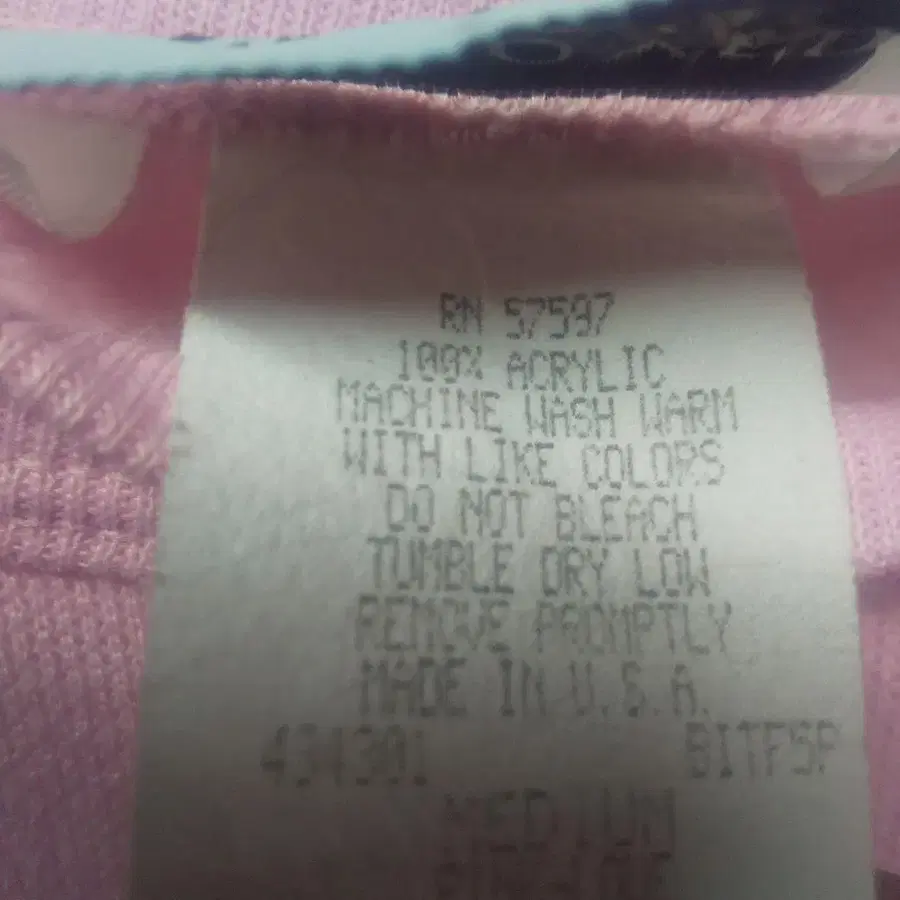 RN 57597
100% ACRYLIC
MACHINE WASH WARM
WITH LIKE COLORS
DO NOT BLEACH
TUMBLE DRY LOW
REMOVE PROMPTLY
MADE IN U.S.A.
434301 BITFSP
MEDIUM